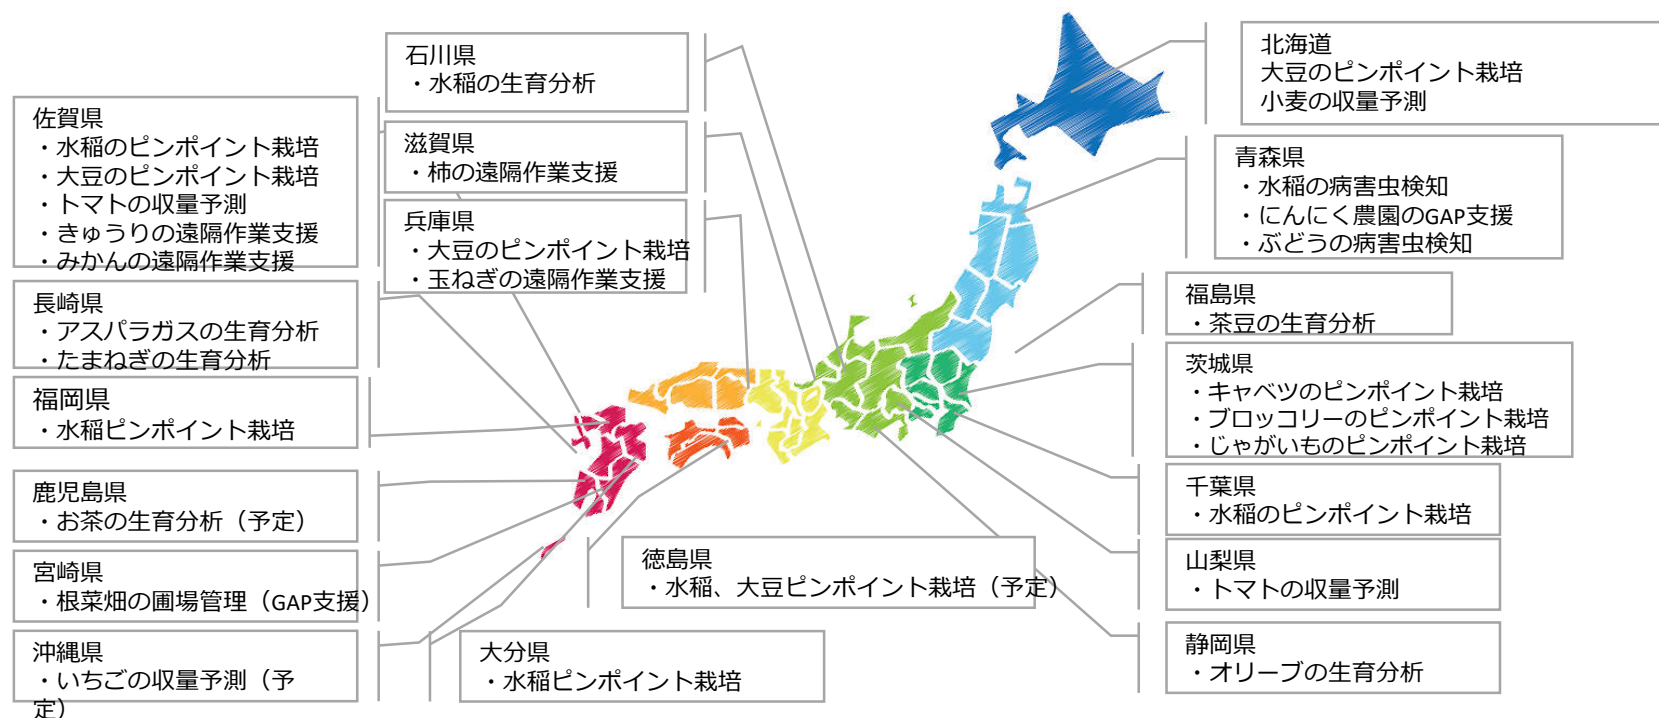 石川県
・水稲の生育分析
滋賀県
・柿の遠隔作業支援
兵庫県
・大豆のピンポイント栽培
・玉ねぎの遠隔作業支援
佐賀県
・水稲のピンポイント栽培
・大豆のピンポイント栽培
・トマトの収量予測
・きゅうりの遠隔作業支援
・みかんの遠隔作業支援
長崎県
・アスパラガスの生育分析
・たまねぎの生育分析
福岡県
・水稲ピンポイント栽培
鹿児島県
・お茶の生育分析（予定）
宮崎県
・根菜畑の圃場管理（GAP支援）
沖縄県
・いちごの収量予測（予
定）
徳島県
・水稲、大豆ピンポイント栽培（予定）
大分県
・水稲ピンポイント栽培
北海道
大豆のピンポイント栽培
小麦の収量予測
青森県
・水稲の病害虫検知
・にんにく農園のGAP支援
・ぶどうの病害虫検知
福島県
・茶豆の生育分析
茨城県
・キャベツのピンポイント栽培
・ブロッコリーのピンポイント栽培
・じゃがいものピンポイント栽培
千葉県
・水稲のピンポイント栽培
山梨県
・トマトの収量予測
静岡県
・オリーブの生育分析